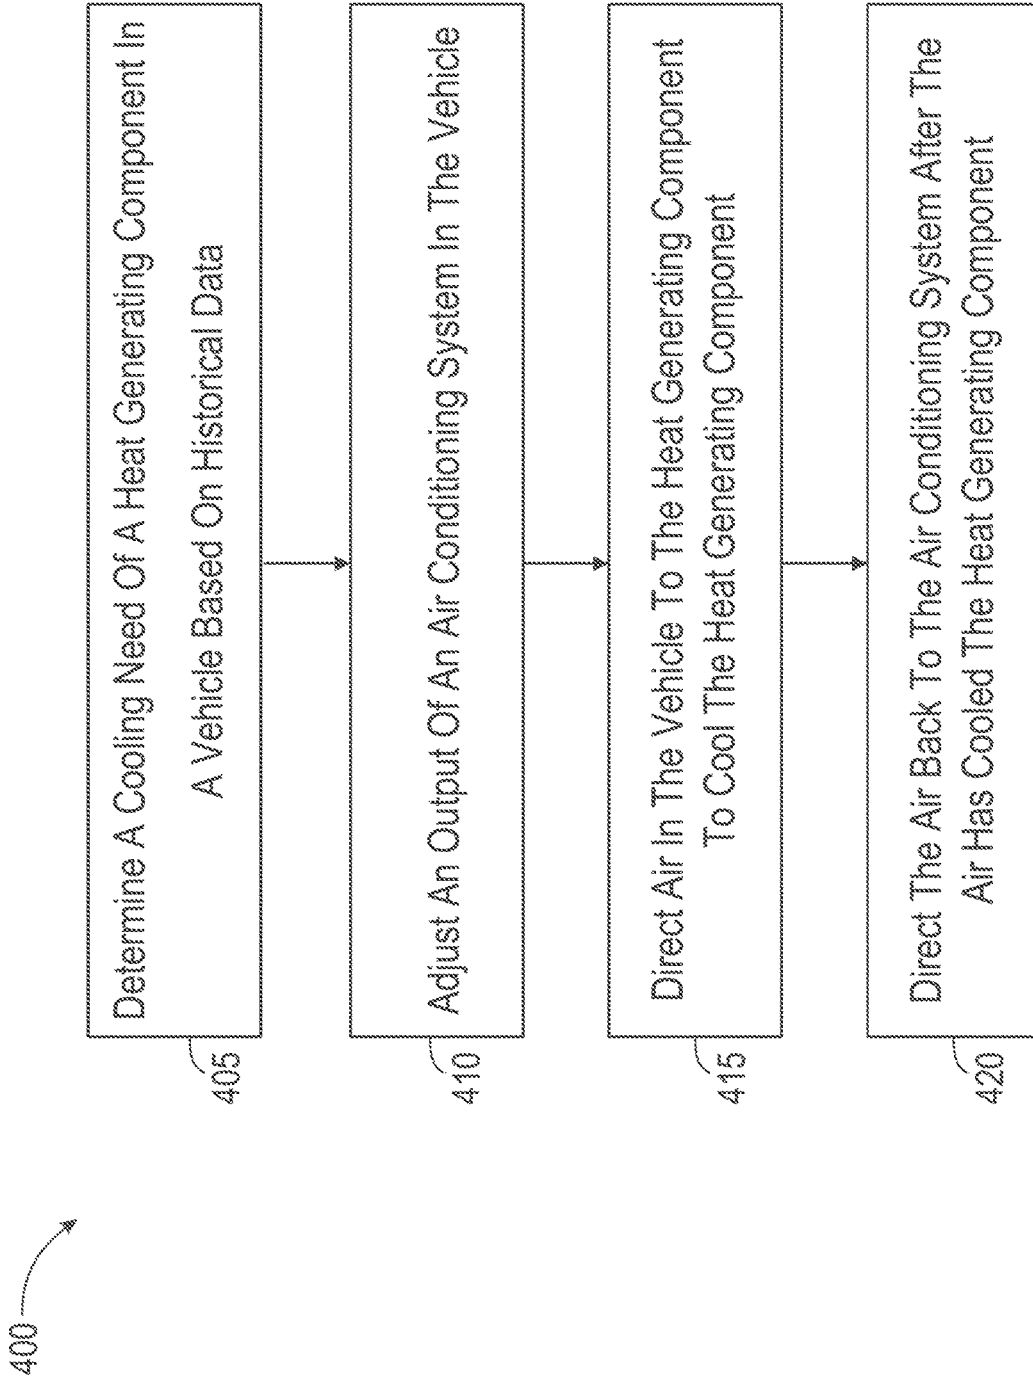 400
405
Determine A Cooling Need Of A Heat Generating Component In
A Vehicle Based On Historical Data
410
Adjust An Output Of An Air Conditioning System In The Vehicle
415
Direct Air In The Vehicle To The Heat Generating Component
To Cool The Heat Generating Component
420
Direct The Air Back To The Air Conditioning System After The
Air Has Cooled The Heat Generating Component